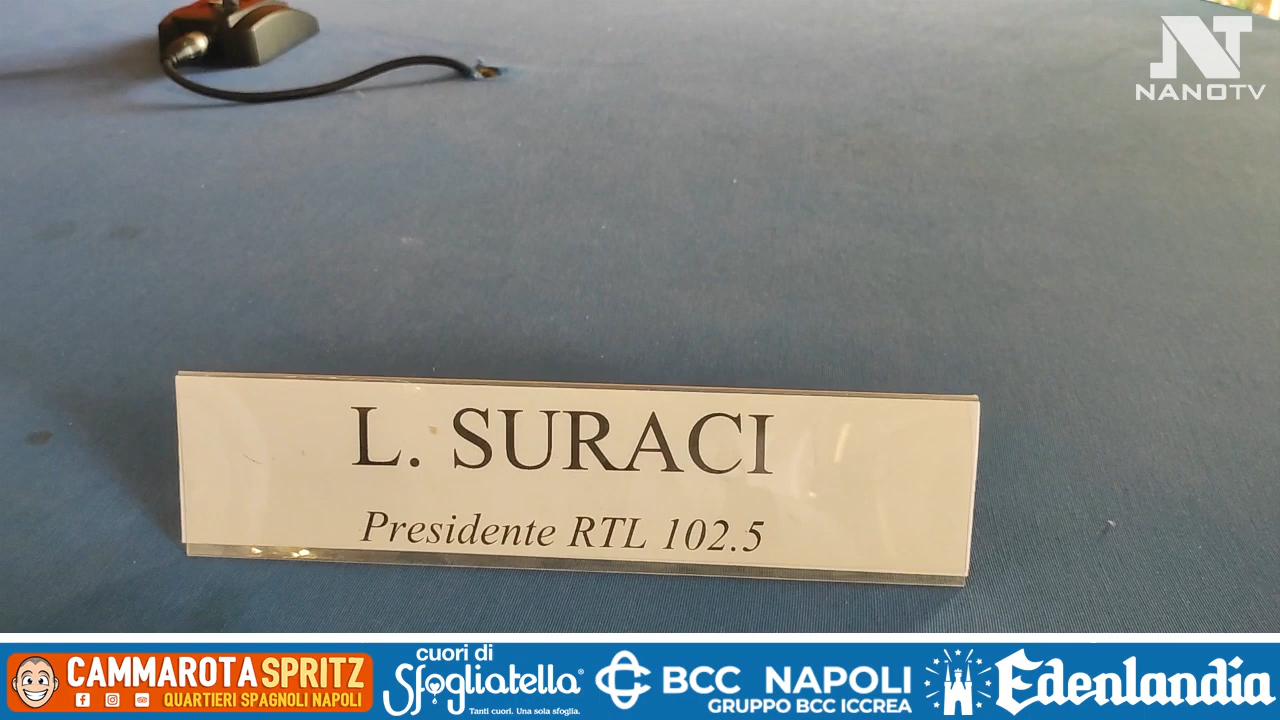 NT
NANOTV
L. SURACI
Presidente RTL 102.5
CAMMAROTA SPRITZ
QUARTIERI SPAGNOLI NAPOLI
cuori di
Sfogliatella®
Tanti cuori. Una sola sfoglia.
BCC NAPOLI
GRUPPO BCC ICCREA
Edenlandia